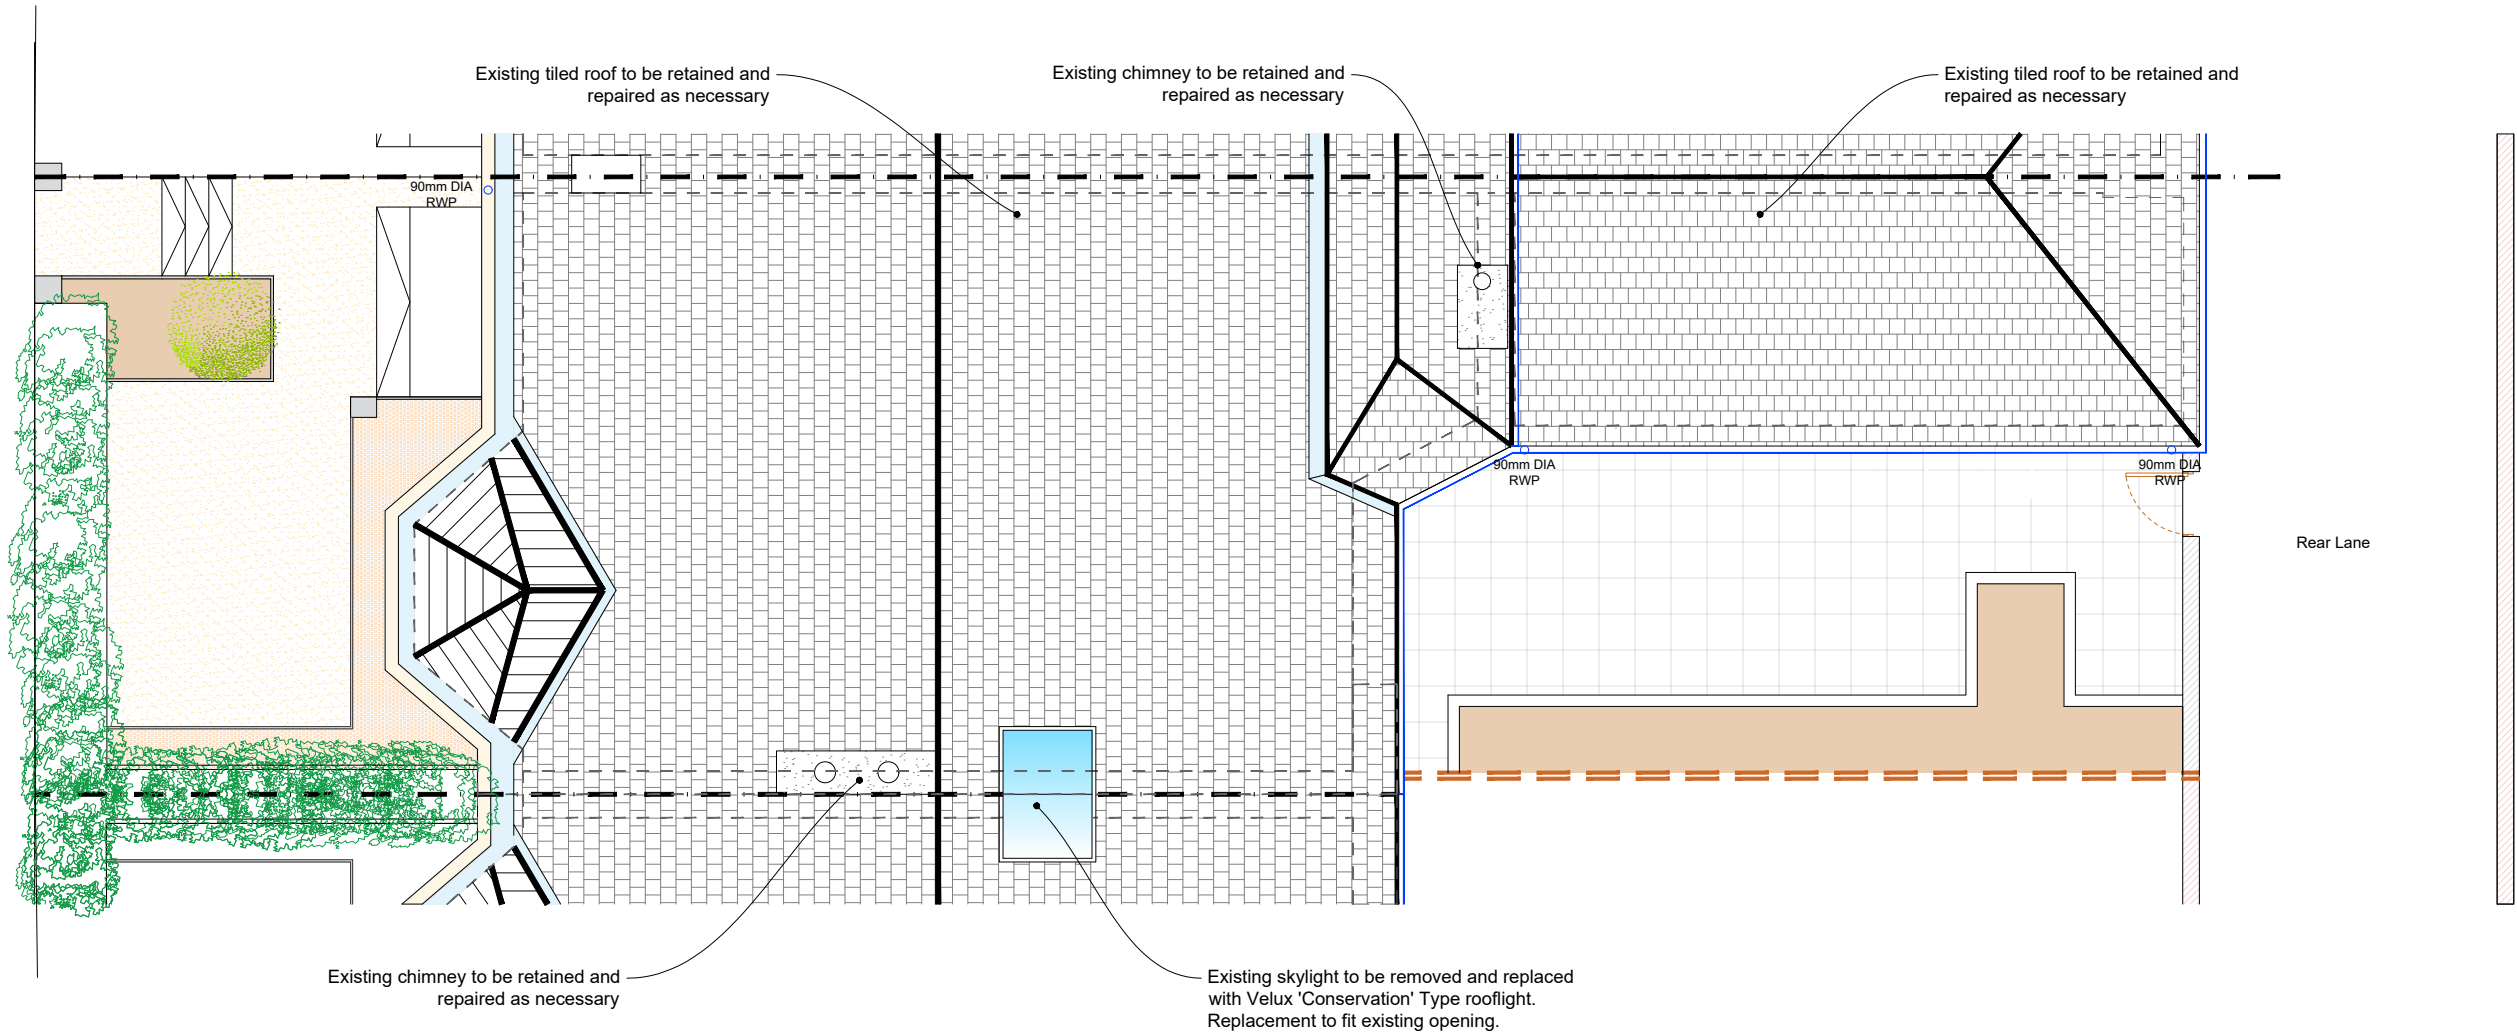 Existing tiled roof to be retained and
repaired as necessary
Existing chimney to be retained and
repaired as necessary
Existing tiled roof to be retained and
repaired as necessary
90mm DIA
RWP
90mm DIA
RWP
90mm DIA
RWP
Rear Lane
Existing chimney to be retained and
repaired as necessary
Existing skylight to be removed and replaced
with Velux 'Conservation' Type rooflight.
Replacement to fit existing opening.